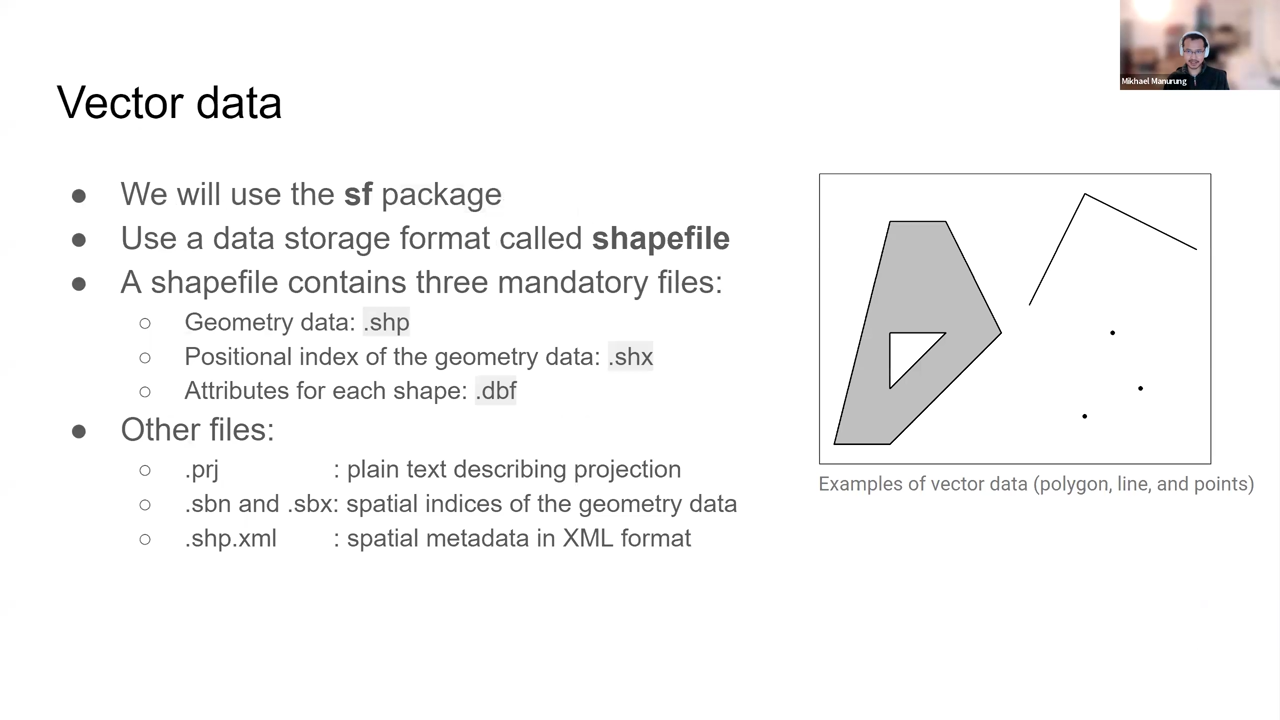 Mikhael Manurung
Vector data
● We will use the sf package
● Use a data storage format called shapefile
● A shapefile contains three mandatory files:
○ Geometry data: .shp
○ Positional index of the geometry data: .shx
○ Attributes for each shape: .dbf
● Other files:
○ .prj : plain text describing projection
○ .sbn and .sbx: spatial indices of the geometry data
○ .shp.xml : spatial metadata in XML format
Examples of vector data (polygon, line, and points)